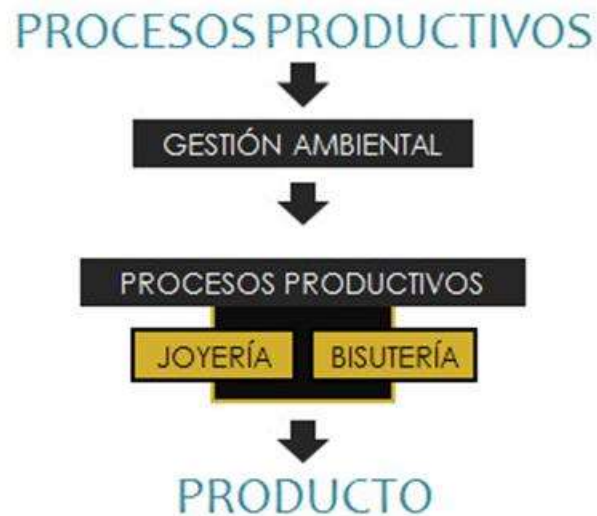 PROCESOS PRODUCTIVOS
GESTIÓN AMBIENTAL
PROCESOS PRODUCTIVOS
JOYERÍA BISUTERÍA
PRODUCTO